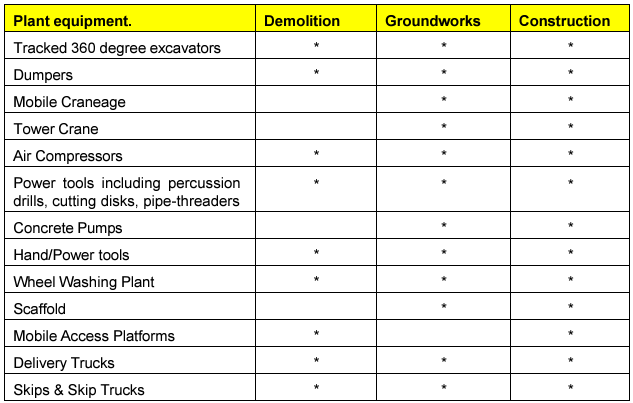 Plant equipment. Demolition Groundworks Construction
Tracked 360 degree excavators * * *
Dumpers * * *
Mobile Craneage * *
Tower Crane * *
Air Compressors * * *
Power tools including percussion * * *
drills, cutting disks, pipe-threaders
Concrete Pumps * *
Hand/Power tools * * *
Wheel Washing Plant * * *
Scaffold * *
Mobile Access Platforms * *
Delivery Trucks * * *
Skips & Skip Trucks * * *